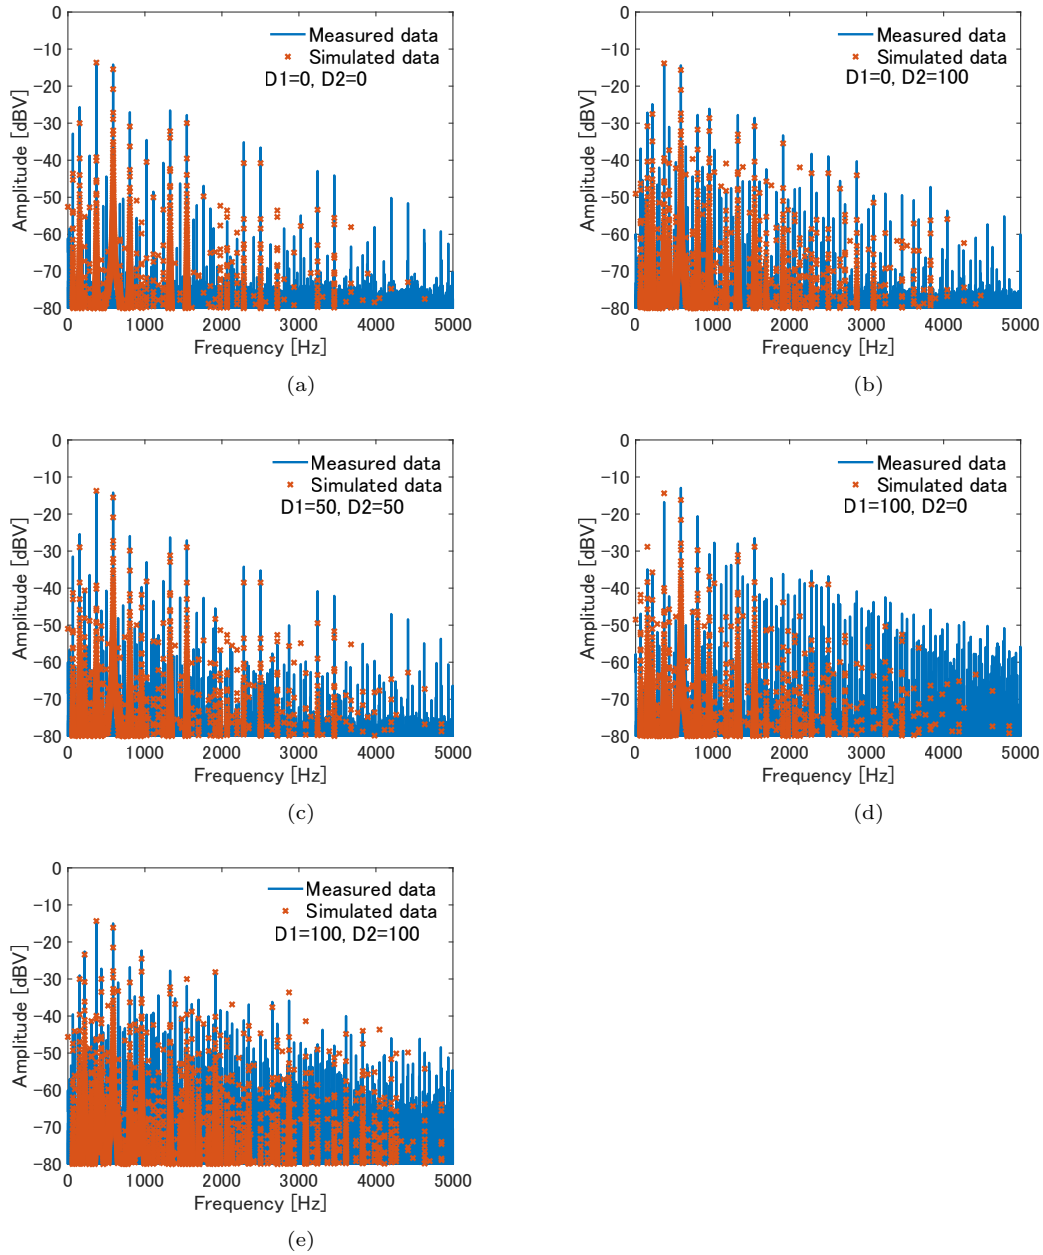 0
−10
−20
−30
−40
−50
−60
−70
−80
Amplitude [dBV]
Measured data
Simulated data
D1=0, D2=0
0 1000 2000 3000 4000 5000
Frequency [Hz]
(a)
0
−10
−20
−30
−40
−50
−60
−70
−80
Amplitude [dBV]
Measured data
Simulated data
D1=0, D2=100
0 1000 2000 3000 4000 5000
Frequency [Hz]
(b)
0
−10
−20
−30
−40
−50
−60
−70
−80
Amplitude [dBV]
Measured data
Simulated data
D1=50, D2=50
0 1000 2000 3000 4000 5000
Frequency [Hz]
(c)
0
−10
−20
−30
−40
−50
−60
−70
−80
Amplitude [dBV]
Measured data
Simulated data
D1=100, D2=0
0 1000 2000 3000 4000 5000
Frequency [Hz]
(d)
0
−10
−20
−30
−40
−50
−60
−70
−80
Amplitude [dBV]
Measured data
Simulated data
D1=100, D2=100
0 1000 2000 3000 4000 5000
Frequency [Hz]
(e)